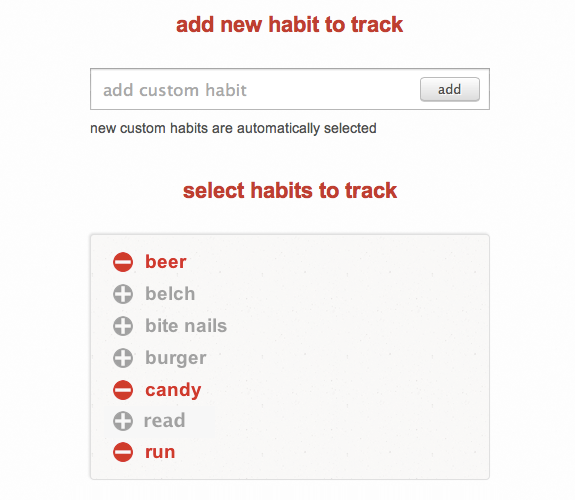 add new habit to track
add custom habit
add
new custom habits are automatically selected
select habits to track
beer
belch
bite nails
burger
candy
read
run